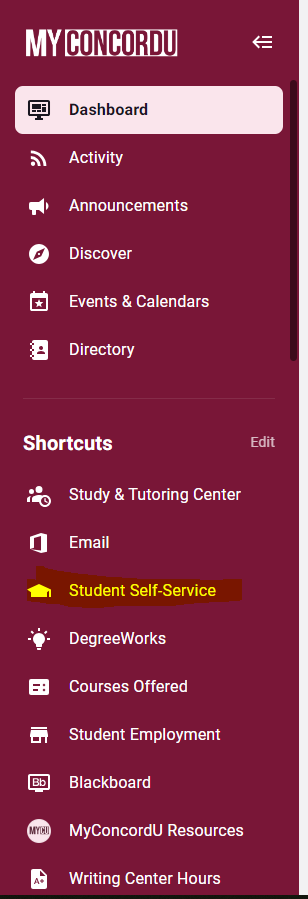 MY CONCORDU
Dashboard
Activity
Announcements
Discover
Events & Calendars
Directory
Shortcuts Edit
Study & Tutoring Center
Email
Student Self-Service
DegreeWorks
Courses Offered
Student Employment
Bb Blackboard
MyConcordU Resources
A+ Writing Center Hours